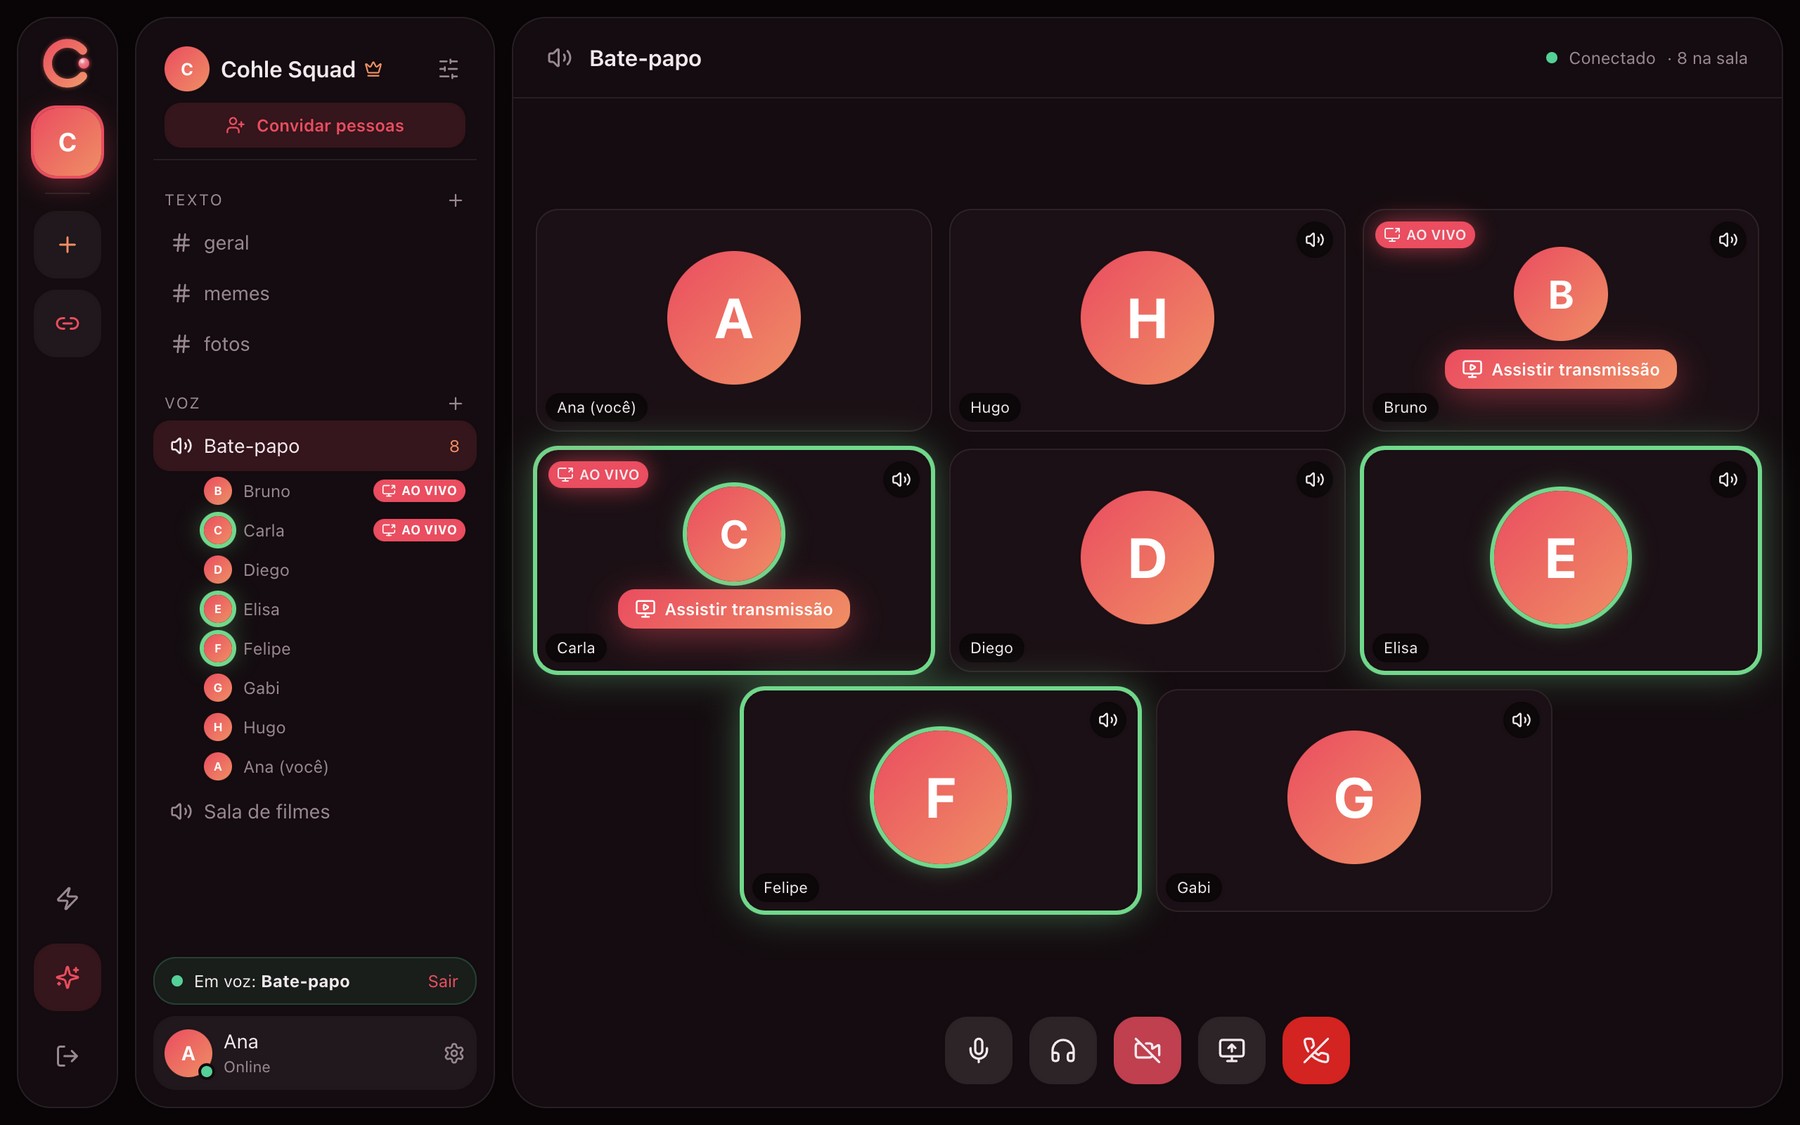 C
Cohle Squad
C
Convidar pessoas
TEXTO
# geral
# memes
# fotos
VOZ
Bate-papo 8
B Bruno AO VIVO
C Carla AO VIVO
D Diego
E Elisa
F Felipe
G Gabi
H Hugo
A Ana (você)
Sala de filmes
Em voz: Bate-papo Sair
A Ana
Online
Bate-papo
Conectado · 8 na sala
A
Ana (você)
H
Hugo
AO VIVO
B
Assistir transmissão
Bruno
AO VIVO
C
Assistir transmissão
Carla
D
Diego
E
Elisa
F
Felipe
G
Gabi